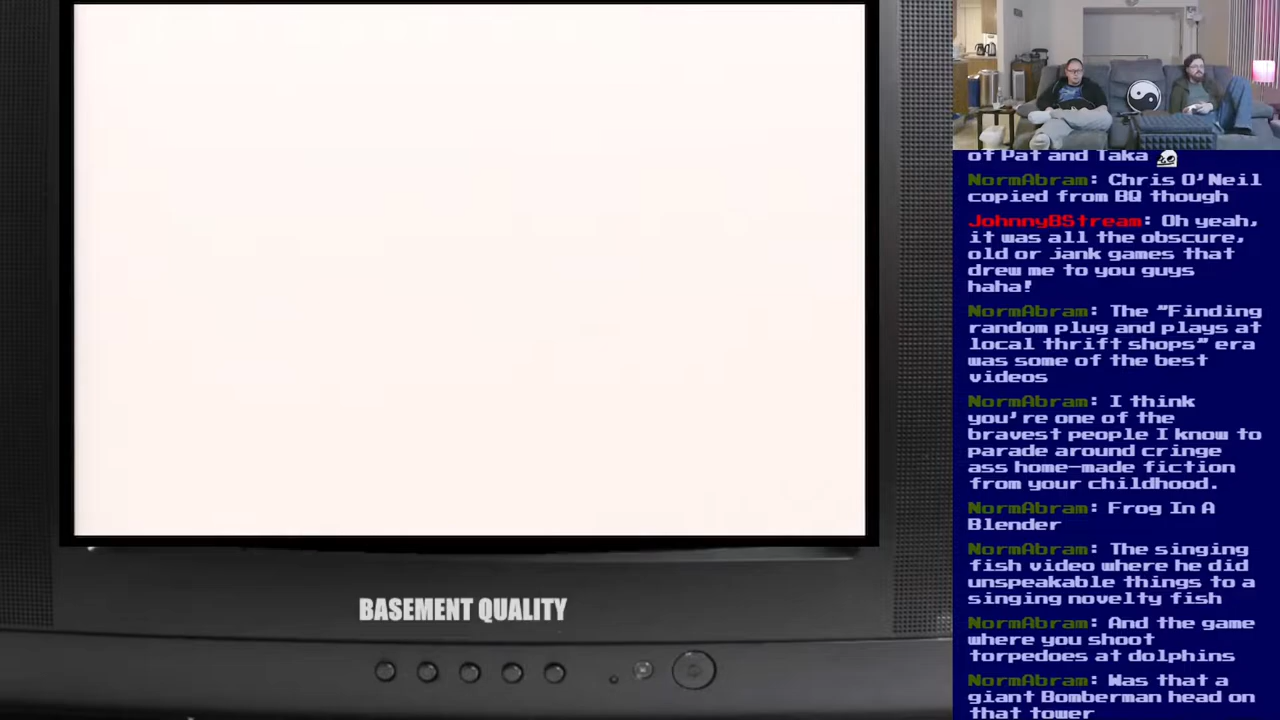 of Pat and Taka
NormAbram: Chris O'Neil
copied from BQ though
JohnnyBStream: Oh yeah,
it was all the obscure,
old or jank games that
drew me to you guys
haha!
NormAbram: The "Finding
random plug and plays at
local thrift shops" era
was some of the best
videos
NormAbram: I think
you're one of the
bravest people I know to
parade around cringe
ass home-made fiction
from your childhood.
NormAbram: Frog In A
Blender
NormAbram: The singing
fish video where he did
unspeakable things to a
singing novelty fish
NormAbram: And the game
where you shoot
torpedoes at dolphins
NormAbram: Was that a
giant Bomberman head on
that tower
BASEMENT QUALITY